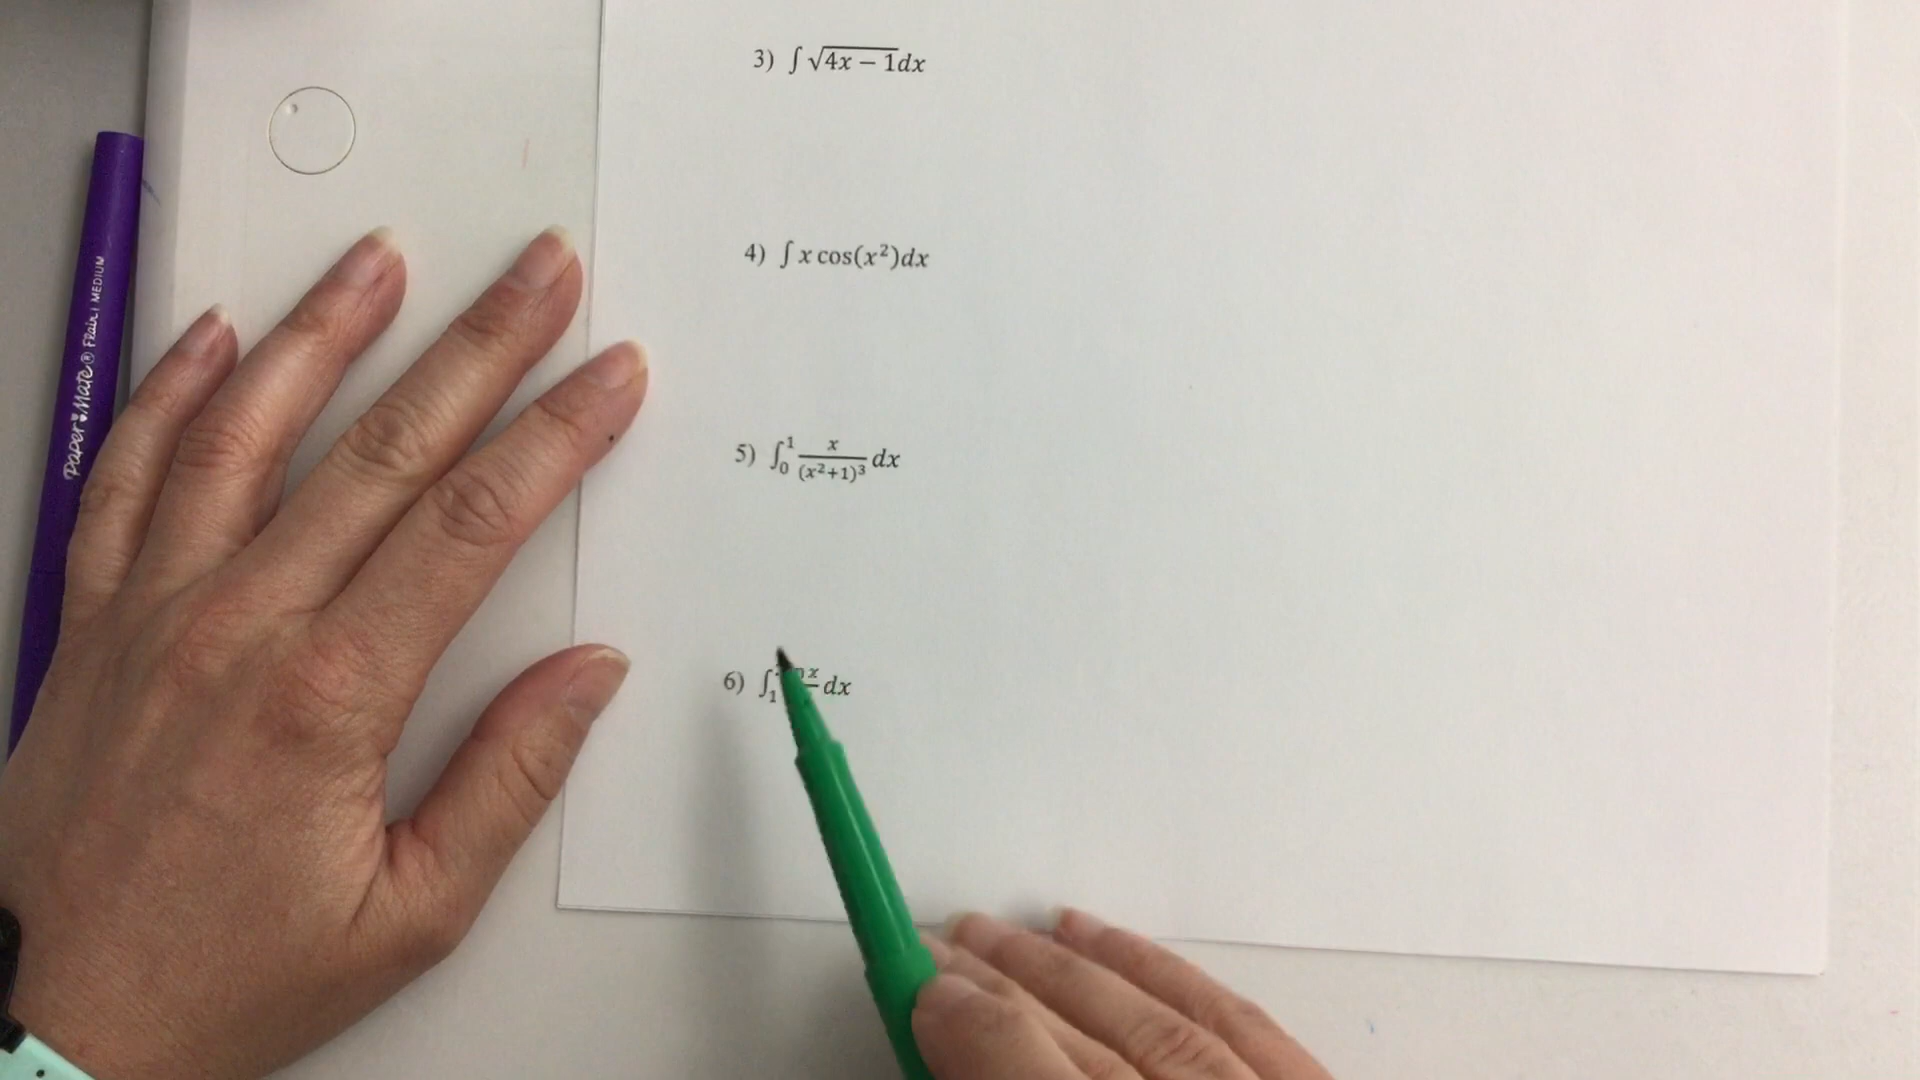 3) ∫ √4x − 1dx
4) ∫ x cos(x²)dx
5) ∫₀¹ x/(x²+1)³ dx
6) ∫₁ x dx
Paper Mate® Flair | MEDIUM